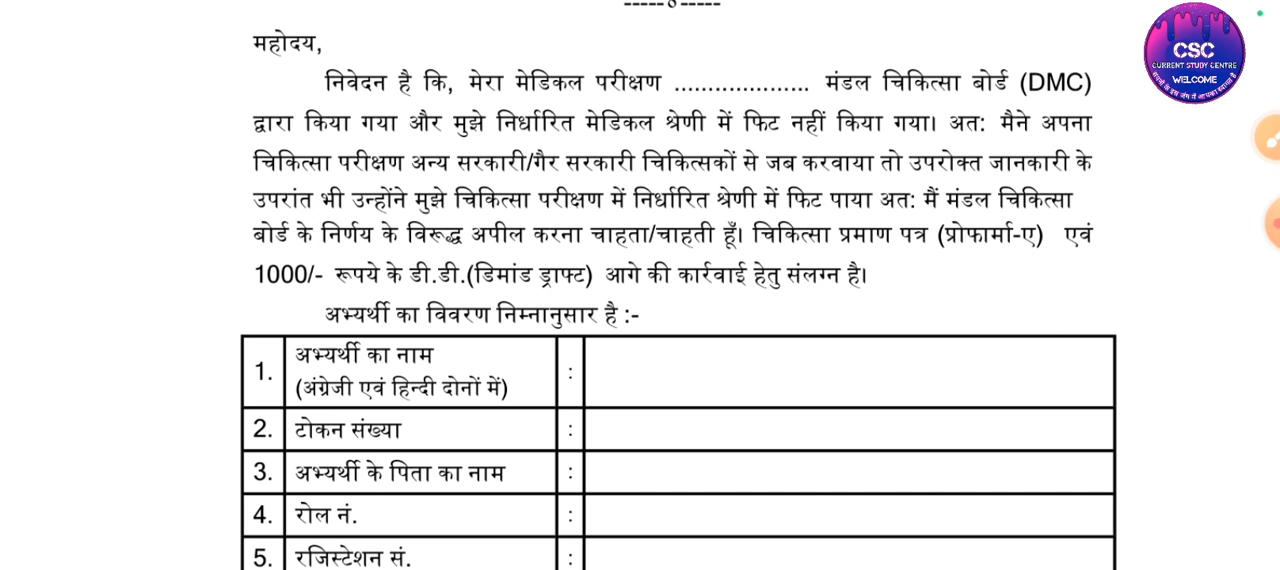 -----०-----
महोदय,
निवेदन है कि, मेरा मेडिकल परीक्षण .................... मंडल चिकित्सा बोर्ड (DMC)
द्वारा किया गया और मुझे निर्धारित मेडिकल श्रेणी में फिट नहीं किया गया। अत: मैने अपना
चिकित्सा परीक्षण अन्य सरकारी/गैर सरकारी चिकित्सकों से जब करवाया तो उपरोक्त जानकारी के
उपरांत भी उन्होंने मुझे चिकित्सा परीक्षण में निर्धारित श्रेणी में फिट पाया अत: मैं मंडल चिकित्सा
बोर्ड के निर्णय के विरूद्ध अपील करना चाहता/चाहती हूँ। चिकित्सा प्रमाण पत्र (प्रोफार्मा-ए) एवं
1000/- रूपये के डी.डी.(डिमांड ड्राफ्ट) आगे की कार्रवाई हेतु संलग्न है।
अभ्यर्थी का विवरण निम्नानुसार है :-
1. अभ्यर्थी का नाम :
(अंग्रेजी एवं हिन्दी दोनों में)
2. टोकन संख्या :
3. अभ्यर्थी के पिता का नाम :
4. रोल नं. :
5. रजिस्टेशन सं. :
CSC
CURRENT STUDY CENTRE
WELCOME